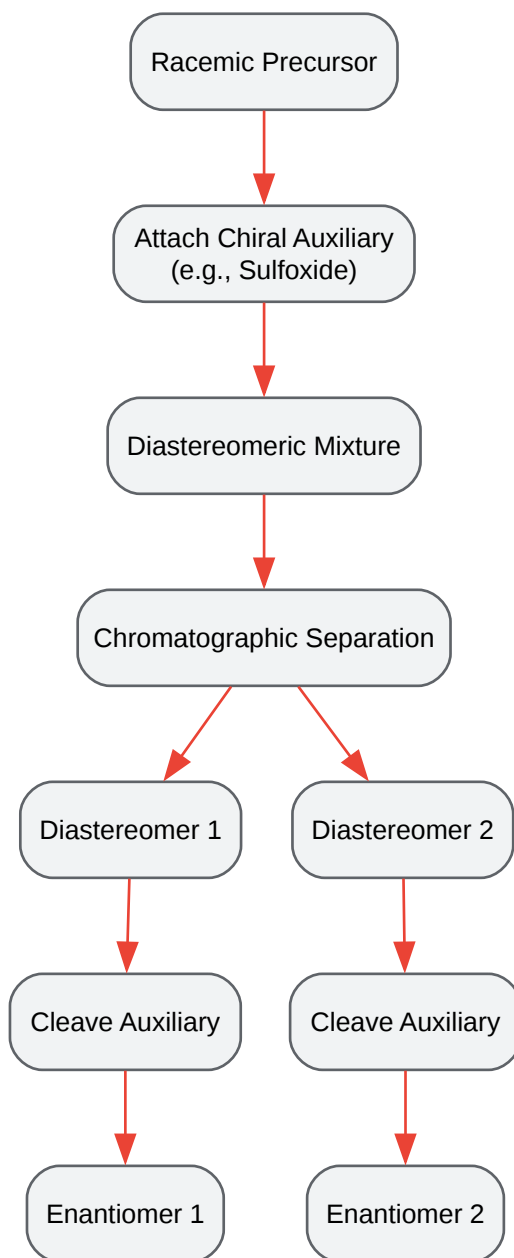 Racemic Precursor
Attach Chiral Auxiliary
(e.g., Sulfoxide)
Diastereomeric Mixture
Chromatographic Separation
Diastereomer 1
Diastereomer 2
Cleave Auxiliary
Cleave Auxiliary
Enantiomer 1
Enantiomer 2